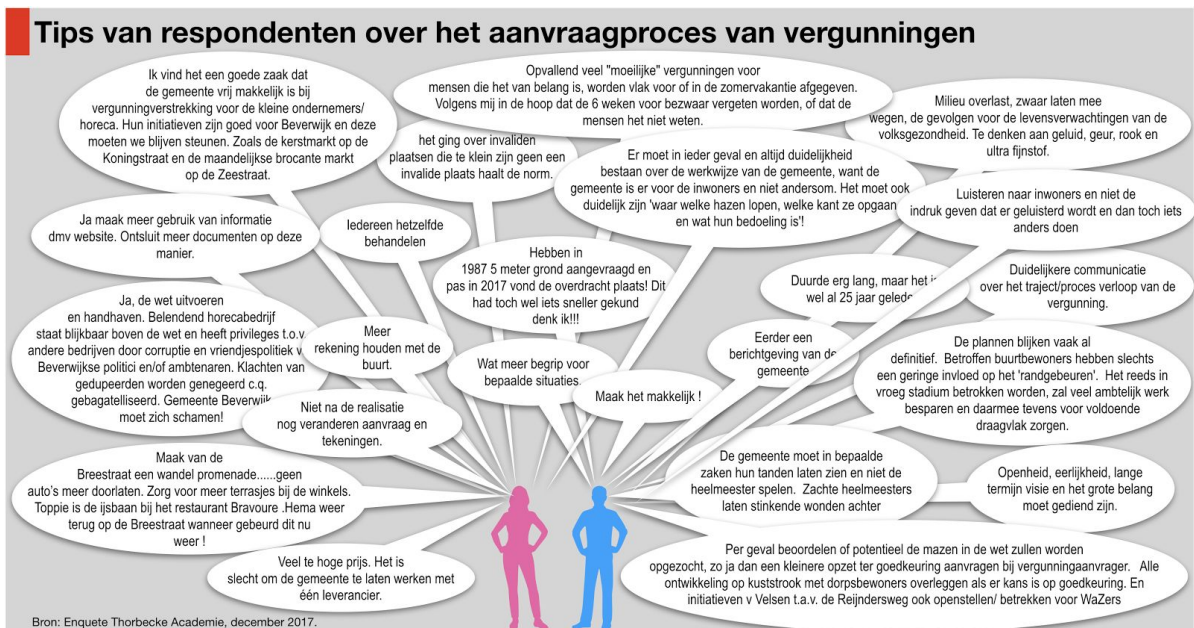 Tips van respondenten over het aanvraagproces van vergunningen
Ik vind het een goede zaak dat
de gemeente vrij makkelijk is bij
vergunningverstrekking voor de kleine ondernemers/
horeca. Hun initiatieven zijn goed voor Beverwijk en deze
moeten we blijven steunen. Zoals de kerstmarkt op de
Koningstraat en de maandelijkse brocante markt
op de Zeestraat.
Opvallend veel "moeilijke" vergunningen voor
mensen die het van belang is, worden vlak voor of in de zomervakantie afgegeven.
Volgens mij in de hoop dat de 6 weken voor bezwaar vergeten worden, of dat de
mensen het niet weten.
Milieu overlast, zwaar laten mee
wegen, de gevolgen voor de levensverwachtingen van de
volksgezondheid. Te denken aan geluid, geur, rook en
ultra fijnstof.
het ging over invaliden
plaatsen die te klein zijn geen een
invalide plaats haalt de norm.
Er moet in ieder geval en altijd duidelijkheid
bestaan over de werkwijze van de gemeente, want de
gemeente is er voor de inwoners en niet andersom. Het moet ook
duidelijk zijn 'waar welke hazen lopen, welke kant ze opgaan
en wat hun bedoeling is'!
Luisteren naar inwoners en niet de
indruk geven dat er geluisterd wordt en dan toch iets
anders doen
Ja maak meer gebruik van informatie
dmv website. Ontsluit meer documenten op deze
manier.
Iedereen hetzelfde
behandelen
Hebben in
1987 5 meter grond aangevraagd en
pas in 2017 vond de overdracht plaats! Dit
had toch wel iets sneller gekund
denk ik!!!
Duurde erg lang, maar het is
wel al 25 jaar geleden
Duidelijkere communicatie
over het traject/proces verloop van de
vergunning.
Ja, de wet uitvoeren
en handhaven. Belendend horecabedrijf
staat blijkbaar boven de wet en heeft privileges t.o.v.
andere bedrijven door corruptie en vriendjespolitiek v
Beverwijkse politici en/of ambtenaren. Klachten van
gedupeerden worden genegeerd c.q.
gebagatelliseerd. Gemeente Beverwijk
moet zich schamen!
Meer
rekening houden met de
buurt.
Wat meer begrip voor
bepaalde situaties.
Maak het makkelijk !
Eerder een
berichtgeving van de
gemeente
De plannen blijken vaak al
definitief. Betroffen buurtbewoners hebben slechts
een geringe invloed op het 'randgebeuren'. Het reeds in
vroeg stadium betrokken worden, zal veel ambtelijk werk
besparen en daarmee tevens voor voldoende
draagvlak zorgen.
Niet na de realisatie
nog veranderen aanvraag en
tekeningen.
Maak van de
Breestraat een wandel promenade......geen
auto's meer doorlaten. Zorg voor meer terrasjes bij de winkels.
Toppie is de ijsbaan bij het restaurant Bravoure .Hema weer
terug op de Breestraat wanneer gebeurd dit nu
weer !
De gemeente moet in bepaalde
zaken hun tanden laten zien en niet de
heelmeester spelen. Zachte heelmeesters
laten stinkende wonden achter
Openheid, eerlijkheid, lange
termijn visie en het grote belang
moet gediend zijn.
Veel te hoge prijs. Het is
slecht om de gemeente te laten werken met
één leverancier.
Per geval beoordelen of potentieel de mazen in de wet zullen worden
opgezocht, zo ja dan een kleinere opzet ter goedkeuring aanvragen bij vergunningaanvrager. Alle
ontwikkeling op kuststrook met dorpsbewoners overleggen als er kans is op goedkeuring. En
initiatieven v Velsen t.a.v. de Reijndersweg ook openstellen/ betrekken voor WaZers
Bron: Enquete Thorbecke Academie, december 2017.